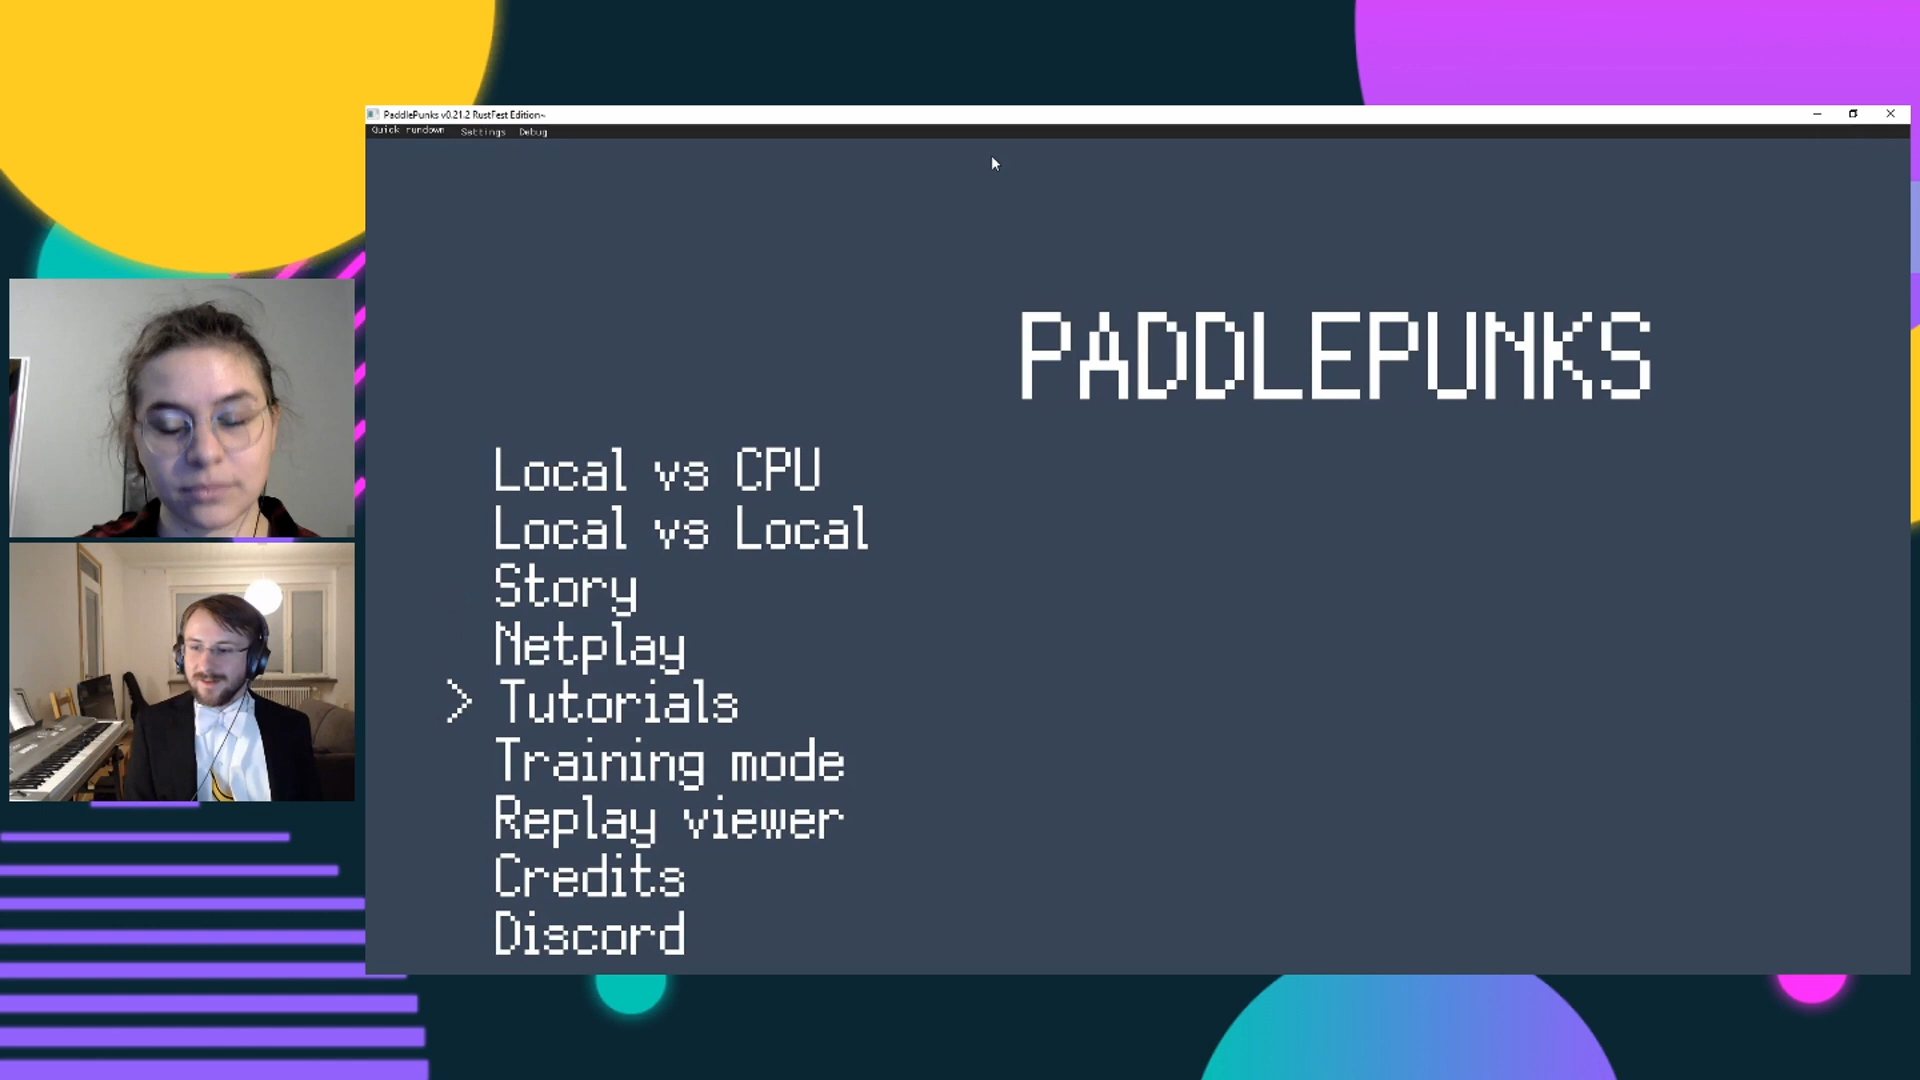 PaddlePunks v0.21.2 RustFest Edition~
Quick rundown Settings Debug
PADDLEPUNKS
Local vs CPU
Local vs Local
Story
Netplay
> Tutorials
Training mode
Replay viewer
Credits
Discord